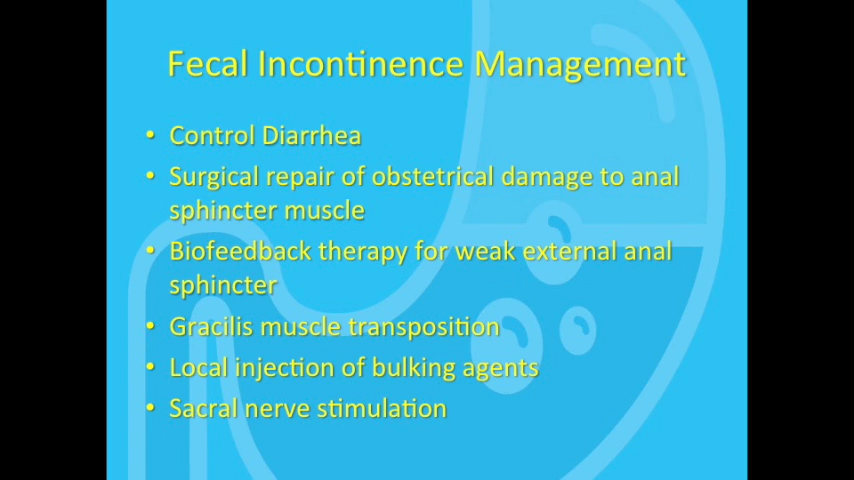 Fecal Incontinence Management
• Control Diarrhea
• Surgical repair of obstetrical damage to anal
sphincter muscle
• Biofeedback therapy for weak external anal
sphincter
• Gracilis muscle transposition
• Local injection of bulking agents
• Sacral nerve stimulation